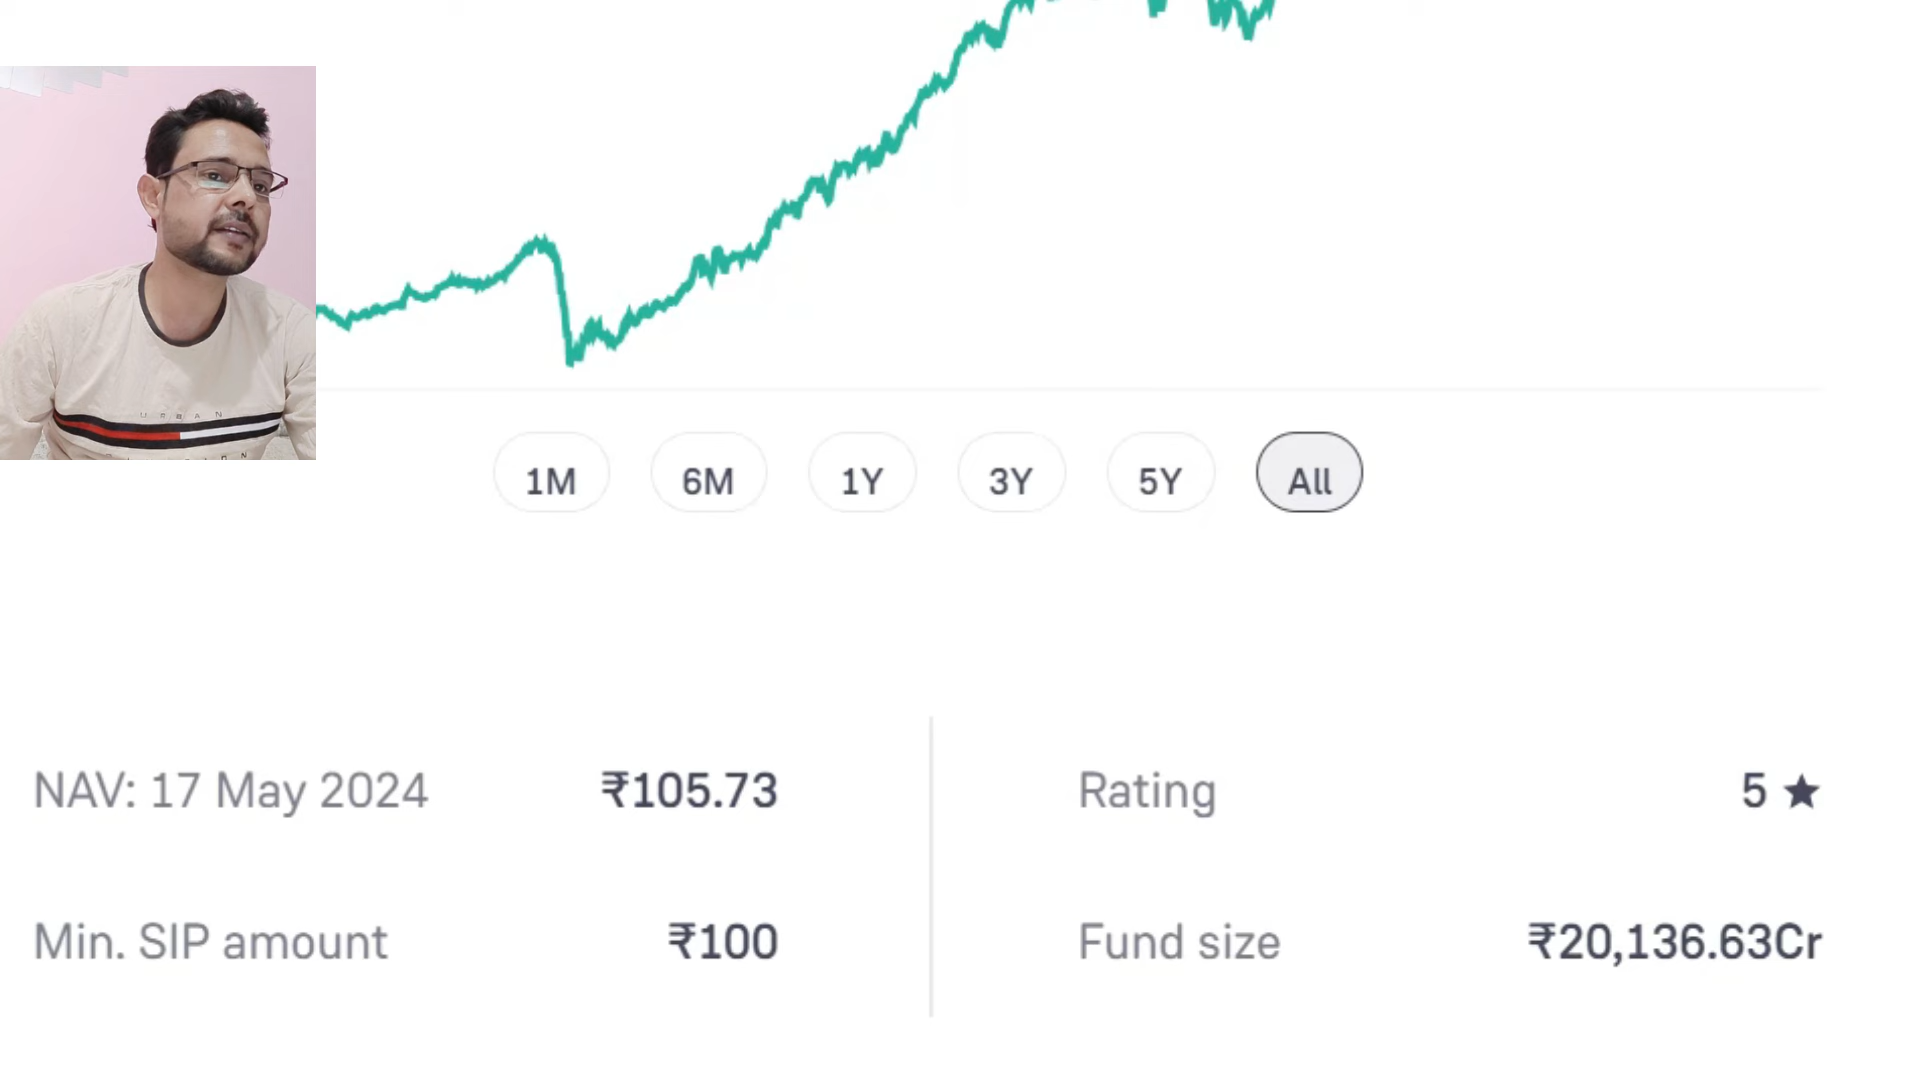 URBAN
1M 6M 1Y 3Y 5Y All
NAV: 17 May 2024 ₹105.73 Rating 5 ★
Min. SIP amount ₹100 Fund size ₹20,136.63Cr